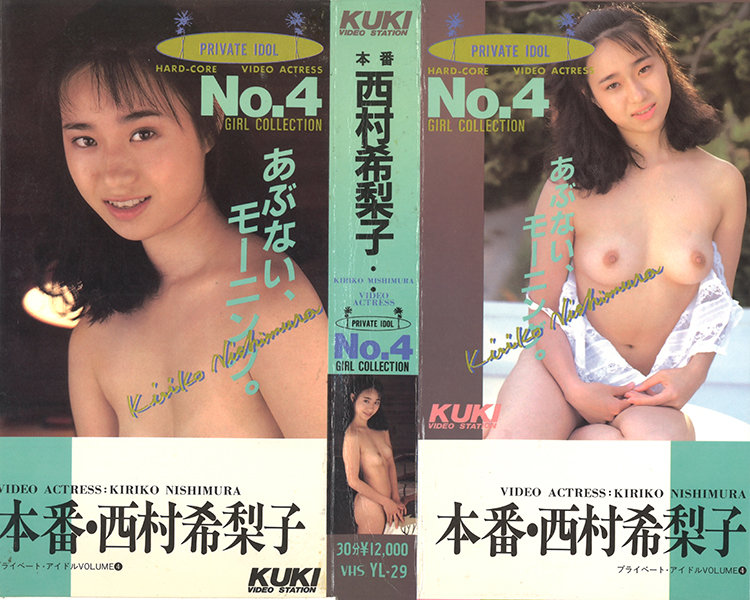 PRIVATE IDOL
HARD-CORE VIDEO ACTRESS
No.4
GIRL COLLECTION
あぶない、
モーニング。
Kiriko Nishimura
VIDEO ACTRESS:KIRIKO NISHIMURA
本番・西村希梨子
プライベート・アイドルVOLUME4
KUKI
VIDEO STATION
KUKI
VIDEO STATION
本番
西村希梨子・
KIRIKO MISHIMURA
VIDEO
ACTRESS
PRIVATE IDOL
No.4
GIRL COLLECTION
30分¥12,000
VHS YL-29
PRIVATE IDOL
HARD-CORE VIDEO ACTRESS
No.4
GIRL COLLECTION
あぶない、
モーニング。
Kiriko Nishimura
KUKI
VIDEO STATION
VIDEO ACTRESS:KIRIKO NISHIMURA
本番・西村希梨子
プライベート・アイドルVOLUME4